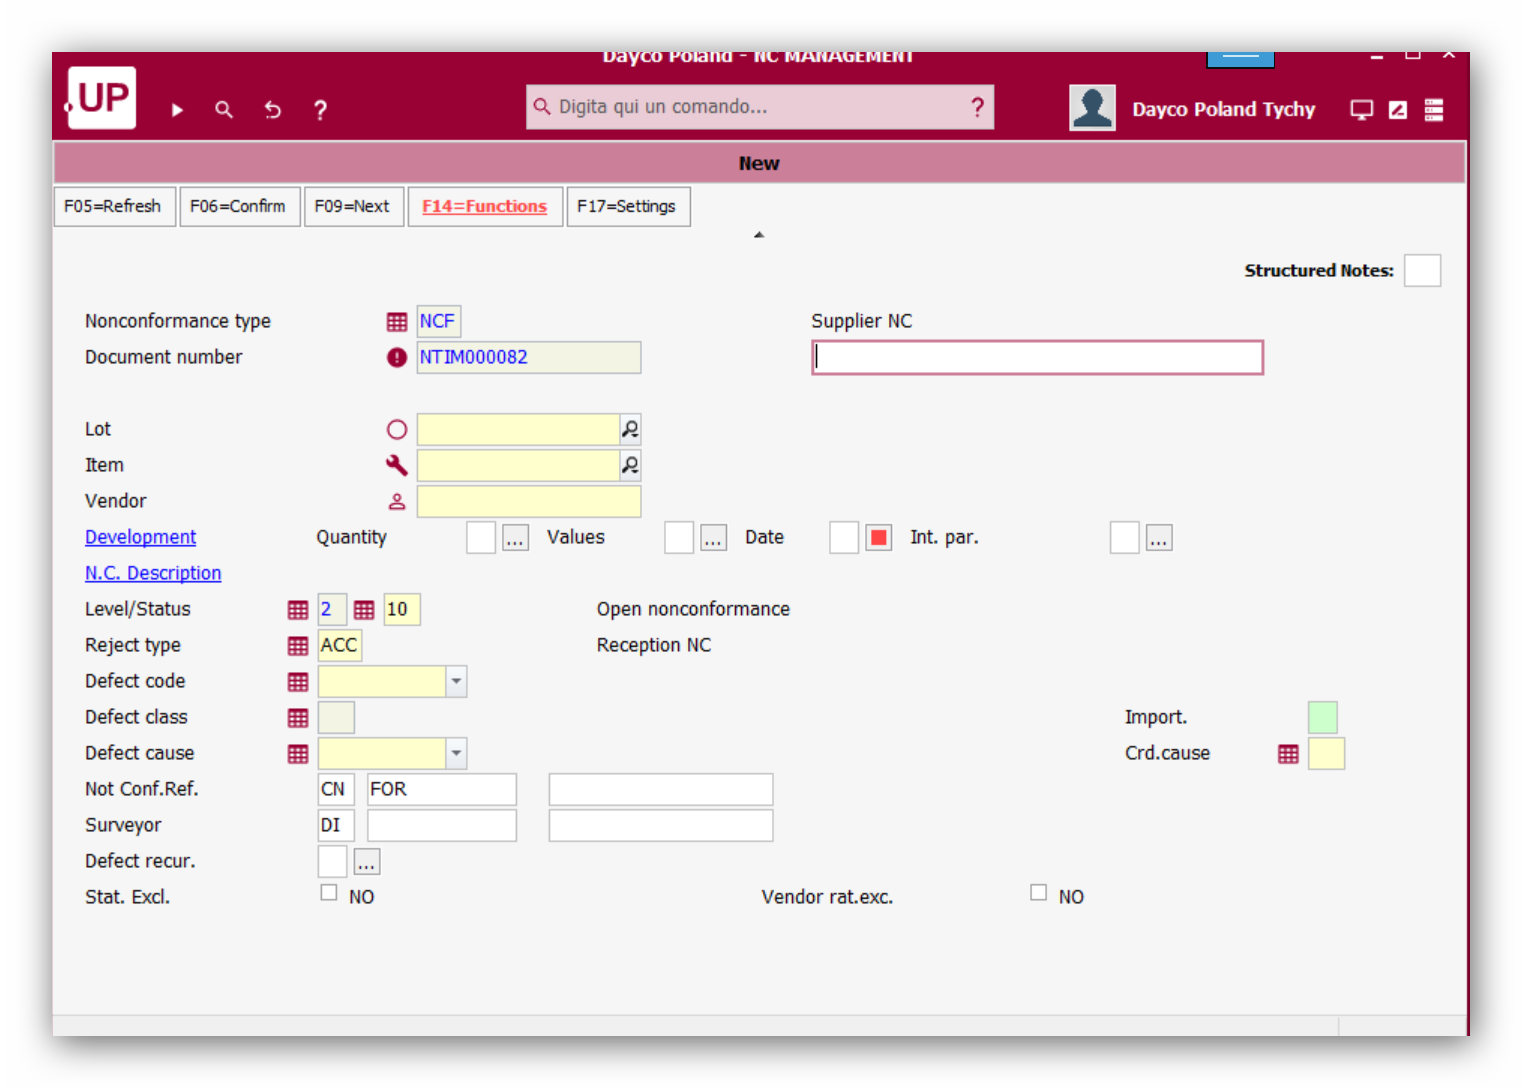 Dayco Poland - NC MANAGEMENT
.UP
?
Digita qui un comando...
?
Dayco Poland Tychy
New
F05=Refresh F06=Confirm F09=Next F14=Functions F17=Settings
Structured Notes:
Nonconformance type NCF Supplier NC
Document number NTIM000082
Lot
Item
Vendor
Development Quantity ... Values ... Date Int. par. ...
N.C. Description
Level/Status 2 10 Open nonconformance
Reject type ACC Reception NC
Defect code
Defect class Import.
Defect cause Crd.cause
Not Conf.Ref. CN FOR
Surveyor DI
Defect recur. ...
Stat. Excl. NO Vendor rat.exc. NO